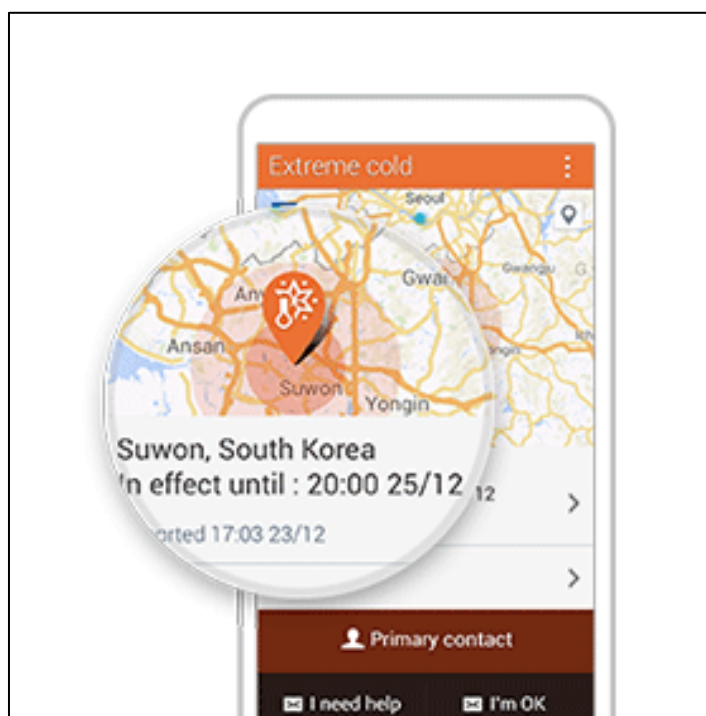 Extreme cold
Seoul
Gwangju
Ansan
Suwon
Yongin
Suwon, South Korea
In effect until : 20:00 25/12
12
17:03 23/12
Primary contact
I need help
I'm OK